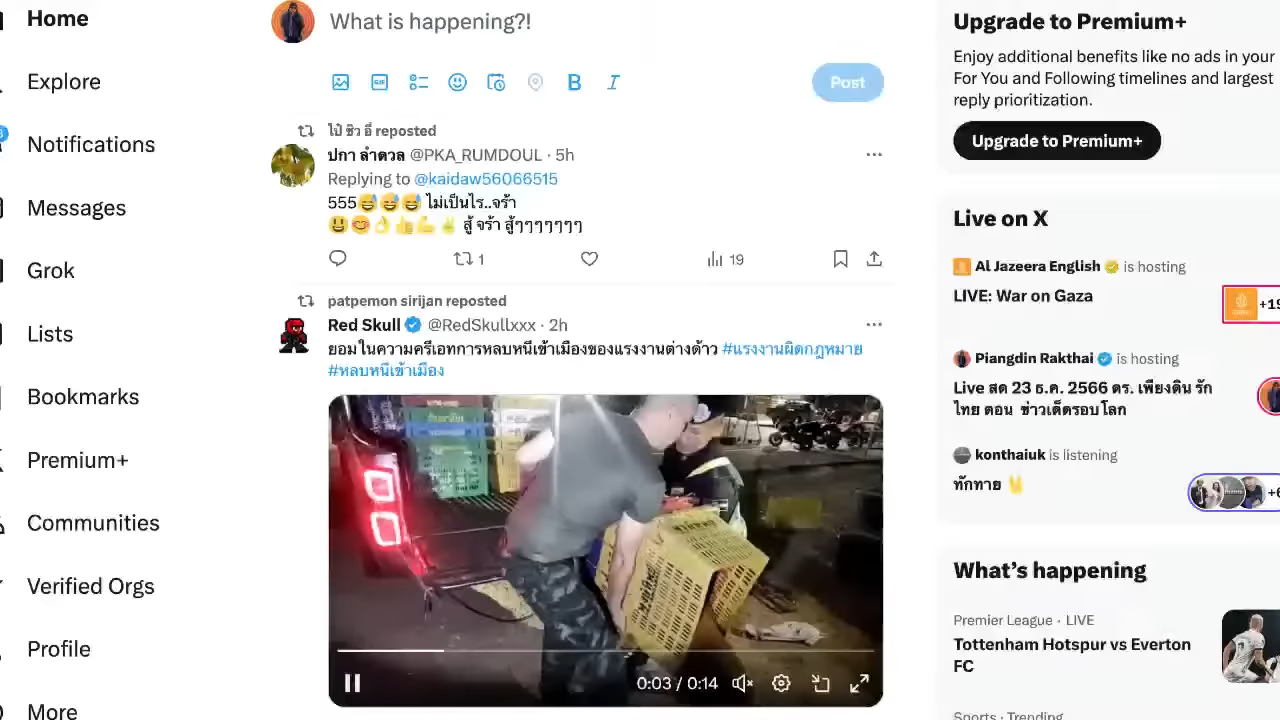 Home
Explore
Notifications
Messages
Grok
Lists
Bookmarks
Premium+
Communities
Verified Orgs
Profile
More
What is happening?!
GIF
B I
Post
ไป๋ ชิว อี้ reposted
ปกา ลำดวล @PKA_RUMDOUL · 5h
Replying to @kaidaw56066515
555😅😅😅 ไม่เป็นไร..จร้า
😃😊👌👍💪✌ สู้ จร้า สู้ๆๆๆๆๆๆๆ
1
19
patpemon sirijan reposted
Red Skull @RedSkullxxx · 2h
ยอมในความครีเอทการหลบหนีเข้าเมืองของแรงงานต่างด้าว #แรงงานผิดกฎหมาย
#หลบหนีเข้าเมือง
0:03 / 0:14
Upgrade to Premium+
Enjoy additional benefits like no ads in your
For You and Following timelines and largest
reply prioritization.
Upgrade to Premium+
Live on X
Al Jazeera English is hosting
LIVE: War on Gaza
Piangdin Rakthai is hosting
Live สด 23 ธ.ค. 2566 ดร. เพียงดิน รัก
ไทย ตอน ข่าวเด็ดรอบโลก
konthaiuk is listening
ทักทาย ✌
What's happening
Premier League · LIVE
Tottenham Hotspur vs Everton
FC
Sports · Trending